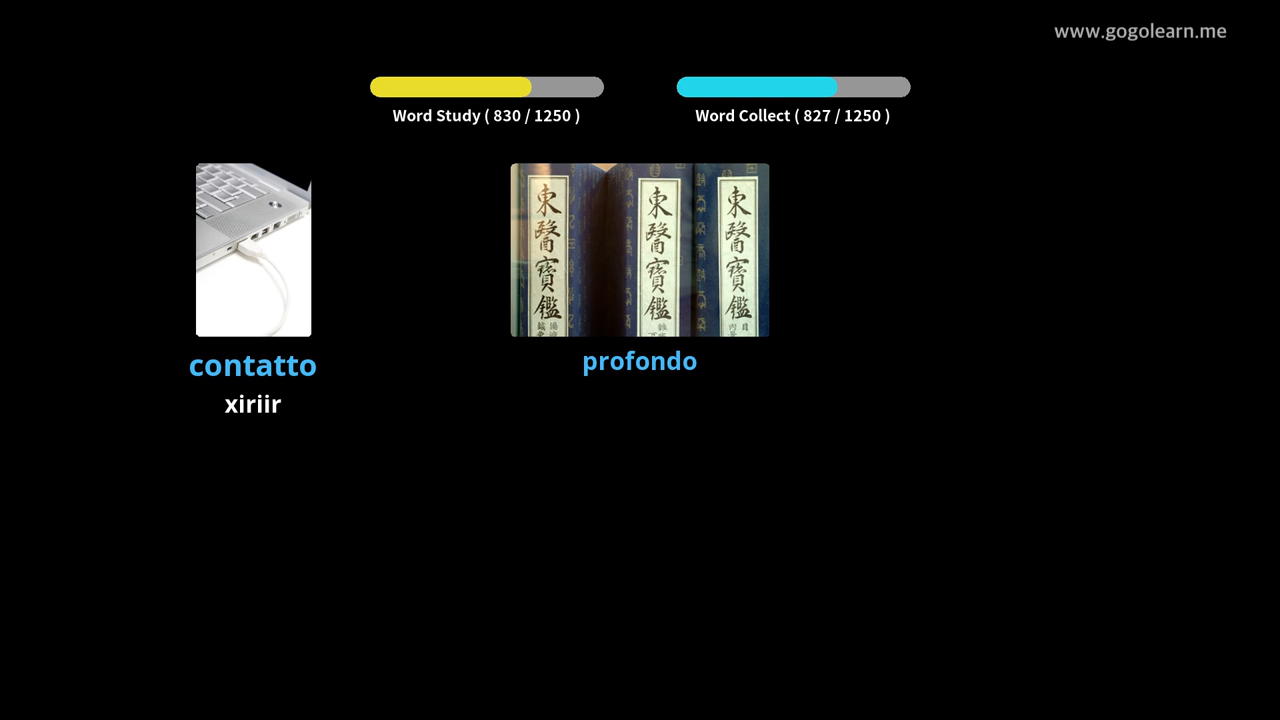 www.gogolearn.me
Word Study ( 830 / 1250 )
Word Collect ( 827 / 1250 )
東醫寶鑑
東醫寶鑑
東醫寶鑑
contatto
xiriir
profondo